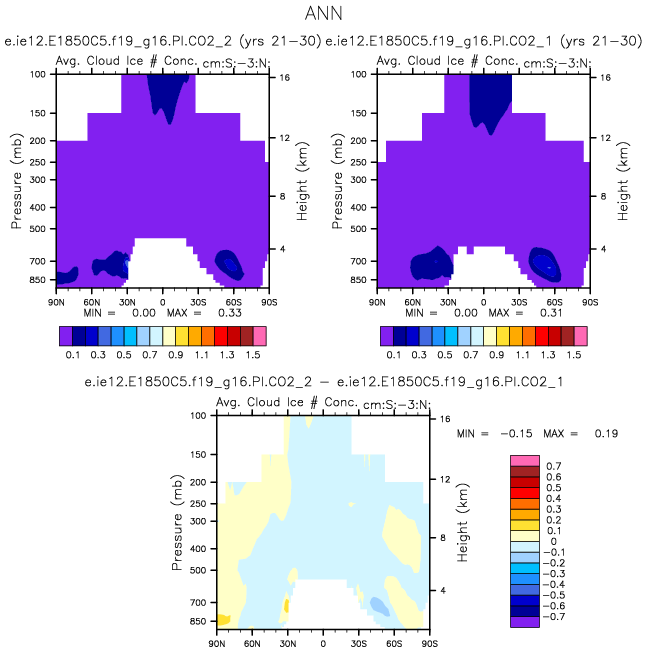 ANN
e.ie12.E1850C5.f19_g16.PI.CO2_2 (yrs 21−30) e.ie12.E1850C5.f19_g16.PI.CO2_1 (yrs 21−30)
Avg. Cloud Ice # Conc. cm:S:−3:N: Avg. Cloud Ice # Conc. cm:S:−3:N:
Pressure (mb)
100
150
200
250
300
400
500
700
850
16
12
8
4
Height (km)
90N 60N 30N 0 30S 60S 90S
MIN = 0.00 MAX = 0.33
0.1 0.3 0.5 0.7 0.9 1.1 1.3 1.5
Pressure (mb)
100
150
200
250
300
400
500
700
850
16
12
8
4
Height (km)
90N 60N 30N 0 30S 60S 90S
MIN = 0.00 MAX = 0.31
0.1 0.3 0.5 0.7 0.9 1.1 1.3 1.5
e.ie12.E1850C5.f19_g16.PI.CO2_2 − e.ie12.E1850C5.f19_g16.PI.CO2_1
Avg. Cloud Ice # Conc. cm:S:−3:N:
Pressure (mb)
100
150
200
250
300
400
500
700
850
16
12
8
4
Height (km)
90N 60N 30N 0 30S 60S 90S
MIN = −0.15 MAX = 0.19
0.7
0.6
0.5
0.4
0.3
0.2
0.1
0
−0.1
−0.2
−0.3
−0.4
−0.5
−0.6
−0.7